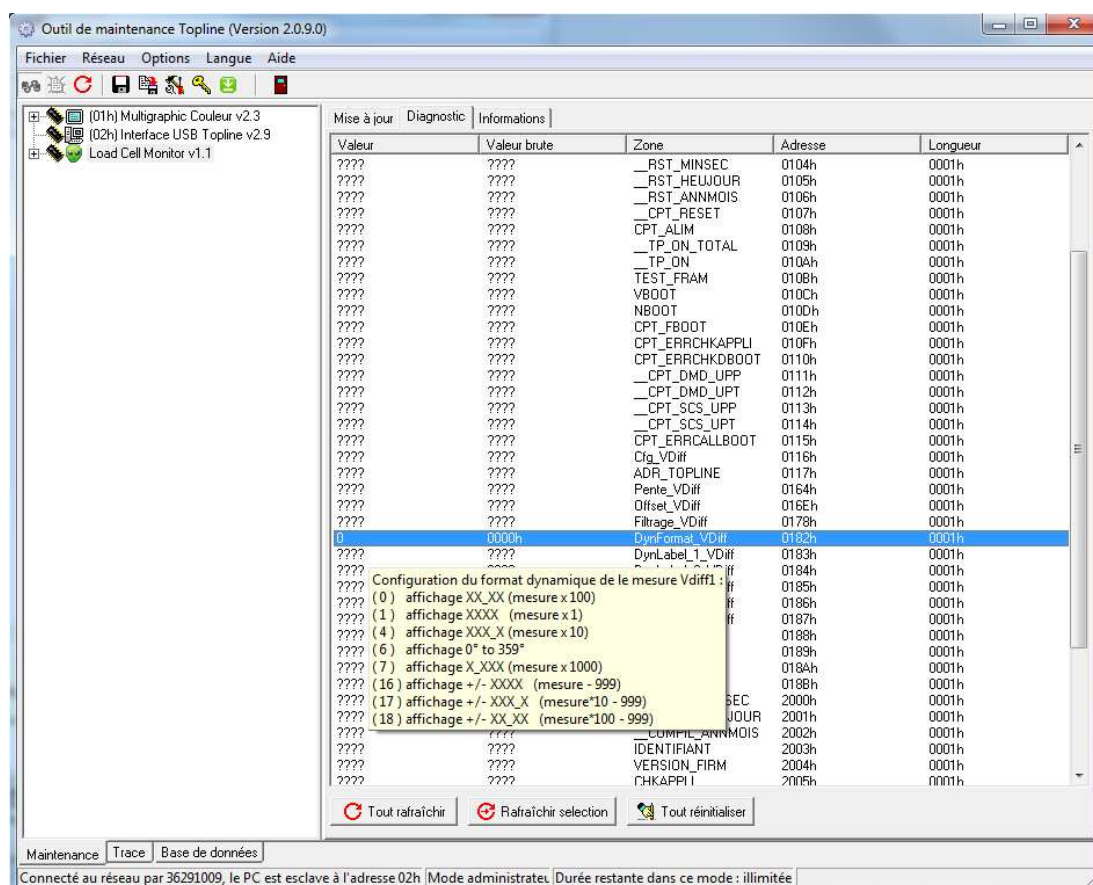 Outil de maintenance Topline (Version 2.0.9.0)
Fichier Réseau Options Langue Aide
(01h) Multigraphic Couleur v2.3
(02h) Interface USB Topline v2.9
Load Cell Monitor v1.1
Mise à jour Diagnostic Informations
Valeur Valeur brute Zone Adresse Longueur
???? ???? __RST_MINSEC 0104h 0001h
???? ???? __RST_HEUJOUR 0105h 0001h
???? ???? __RST_ANNMOIS 0106h 0001h
???? ???? __CPT_RESET 0107h 0001h
???? ???? CPT_ALIM 0108h 0001h
???? ???? __TP_ON_TOTAL 0109h 0001h
???? ???? __TP_ON 010Ah 0001h
???? ???? TEST_FRAM 010Bh 0001h
???? ???? VBOOT 010Ch 0001h
???? ???? NBOOT 010Dh 0001h
???? ???? CPT_FBOOT 010Eh 0001h
???? ???? CPT_ERRCHKAPPLI 010Fh 0001h
???? ???? CPT_ERRCHKDBOOT 0110h 0001h
???? ???? __CPT_DMD_UPP 0111h 0001h
???? ???? __CPT_DMD_UPT 0112h 0001h
???? ???? __CPT_SCS_UPP 0113h 0001h
???? ???? __CPT_SCS_UPT 0114h 0001h
???? ???? CPT_ERRCALLBOOT 0115h 0001h
???? ???? Cfg_VDiff 0116h 0001h
???? ???? ADR_TOPLINE 0117h 0001h
???? ???? Pente_VDiff 0164h 0001h
???? ???? Offset_VDiff 016Eh 0001h
???? ???? Filtrage_VDiff 0178h 0001h
0 0000h DynFormat_VDiff 0182h 0001h
???? ???? DynLabel_1_VDiff 0183h 0001h
???? ff 0184h 0001h
???? Configuration du format dynamique de le mesure Vdiff1 : ff 0185h 0001h
???? (0) affichage XX_XX (mesure x 100) ff 0186h 0001h
???? (1) affichage XXXX (mesure x 1) ff 0187h 0001h
???? (4) affichage XXX_X (mesure x 10) 0188h 0001h
???? (6) affichage 0° to 359° 0189h 0001h
???? (7) affichage X_XXX (mesure x 1000) 018Ah 0001h
???? (16) affichage +/- XXXX (mesure - 999) 018Bh 0001h
???? (17) affichage +/- XXX_X (mesure*10 - 999) SEC 2000h 0001h
???? (18) affichage +/- XX_XX (mesure*100 - 999) JOUR 2001h 0001h
???? ???? __COMPIL_ANNMOIS 2002h 0001h
???? ???? IDENTIFIANT 2003h 0001h
???? ???? VERSION_FIRM 2004h 0001h
???? ???? CHKAPPLI 2005h 0001h
Tout rafraîchir Rafraîchir selection Tout réinitialiser
Maintenance Trace Base de données
Connecté au réseau par 36291009, le PC est esclave à l'adresse 02h Mode administrateu Durée restante dans ce mode : illimitée